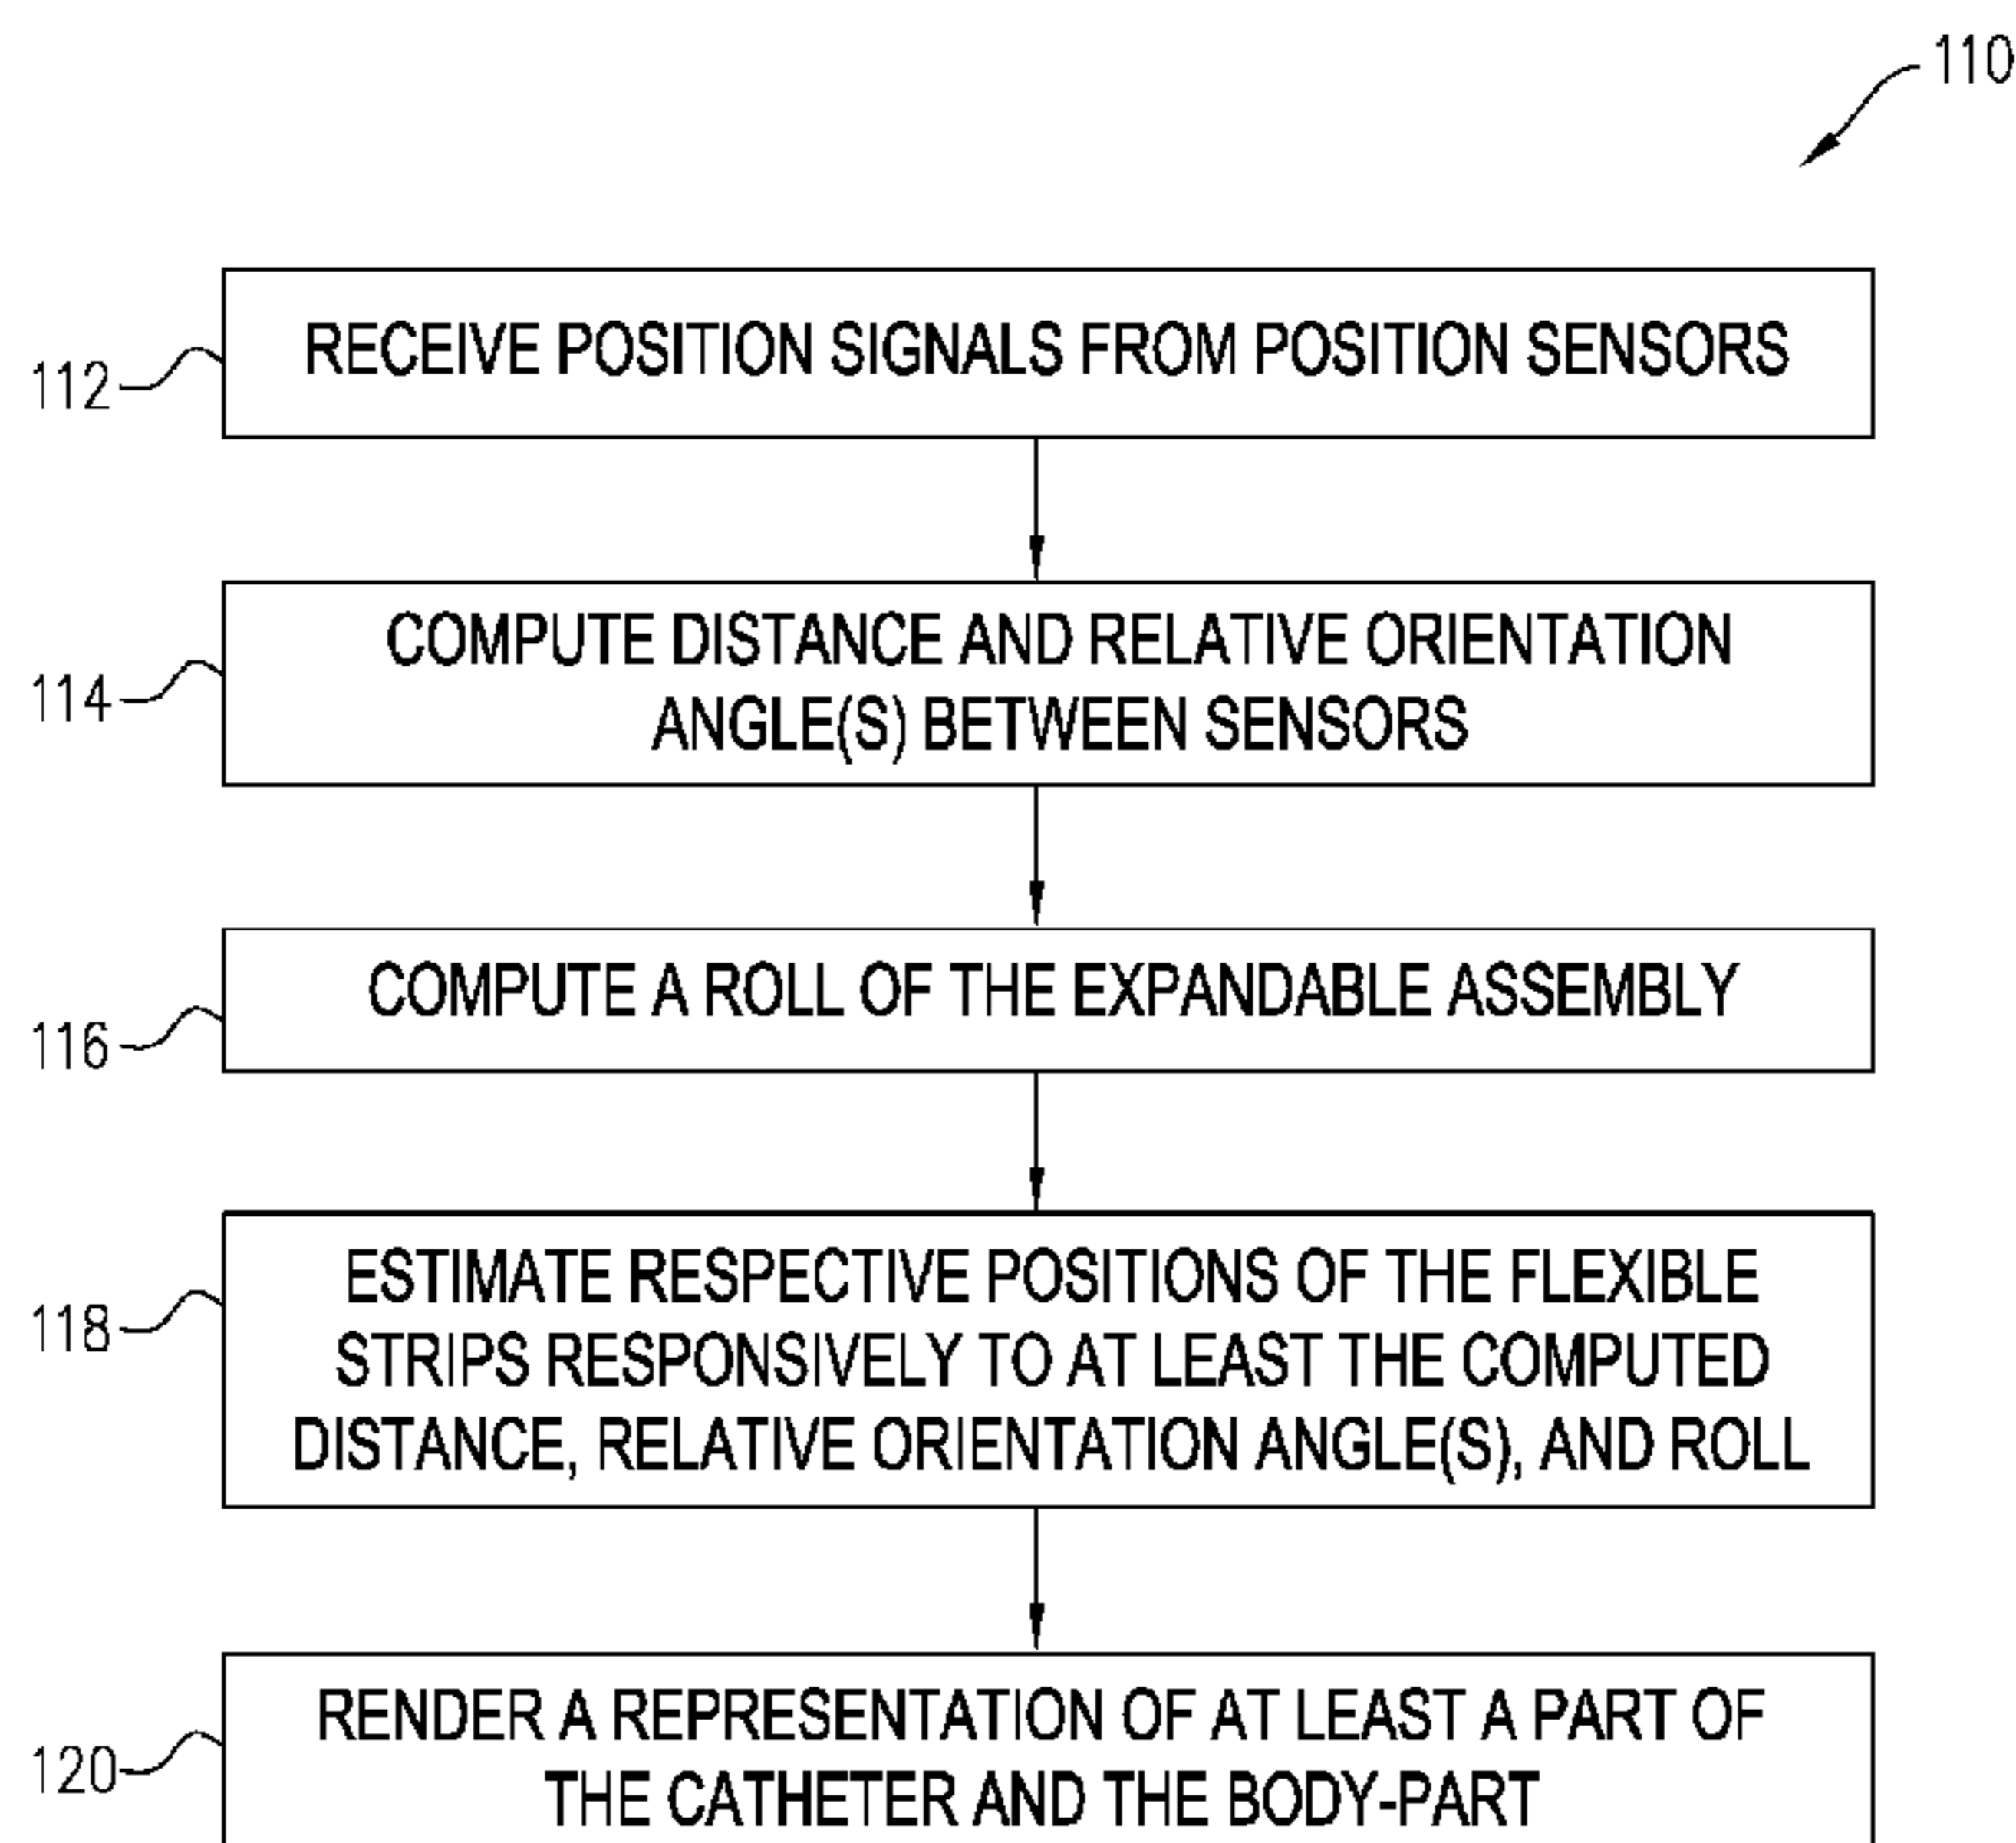 110
112
RECEIVE POSITION SIGNALS FROM POSITION SENSORS
114
COMPUTE DISTANCE AND RELATIVE ORIENTATION
ANGLE(S) BETWEEN SENSORS
116
COMPUTE A ROLL OF THE EXPANDABLE ASSEMBLY
118
ESTIMATE RESPECTIVE POSITIONS OF THE FLEXIBLE
STRIPS RESPONSIVELY TO AT LEAST THE COMPUTED
DISTANCE, RELATIVE ORIENTATION ANGLE(S), AND ROLL
120
RENDER A REPRESENTATION OF AT LEAST A PART OF
THE CATHETER AND THE BODY-PART